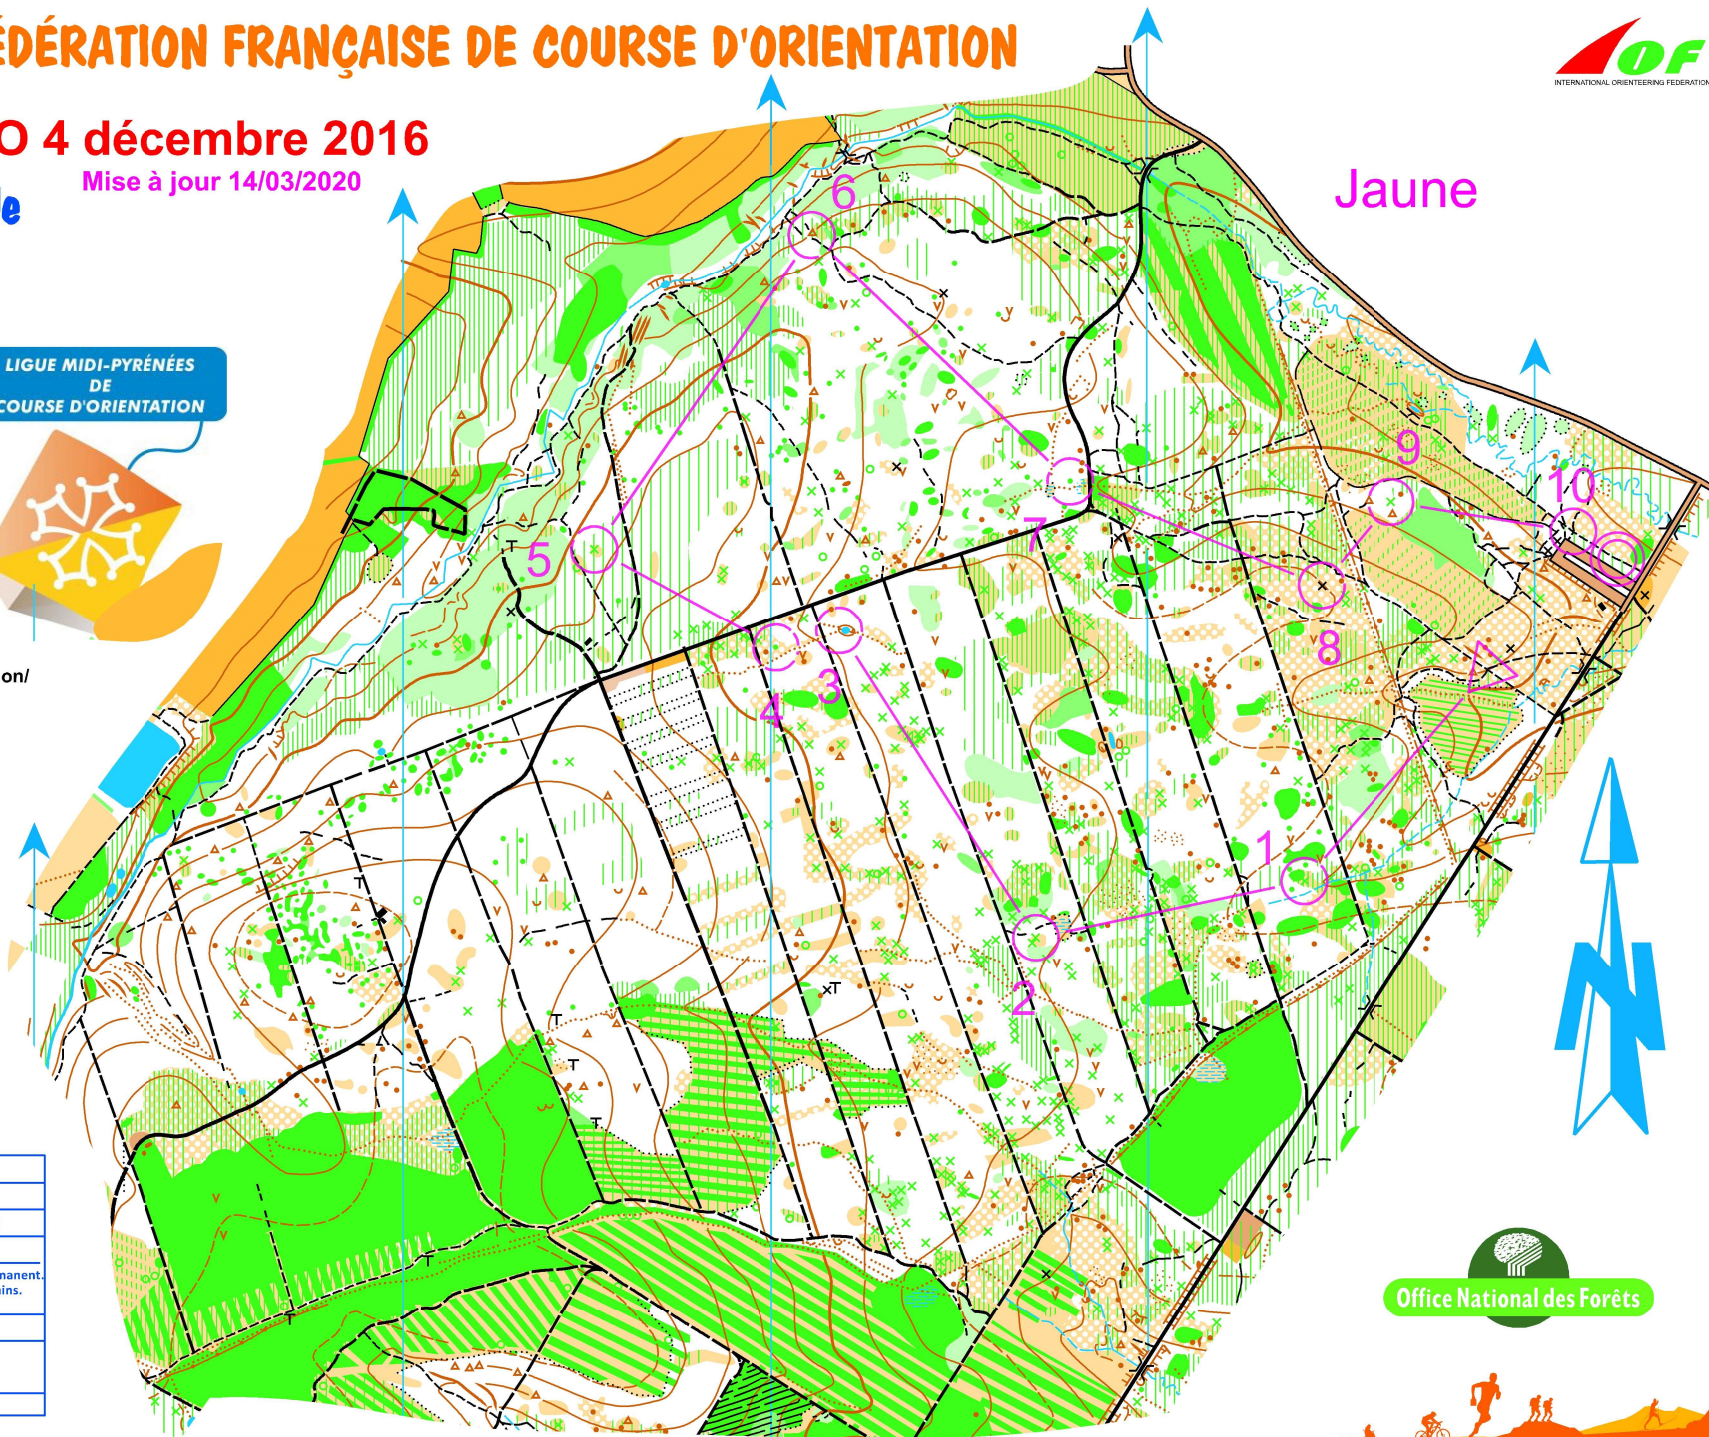 ÉDÉRATION FRANÇAISE DE COURSE D'ORIENTATION
IOF
INTERNATIONAL ORIENTEERING FEDERATION
O 4 décembre 2016
Mise à jour 14/03/2020
Jaune
LIGUE MIDI-PYRÉNÉES
DE
COURSE D'ORIENTATION
on/
6
9
10
7
5
8
3
4
1
2
N
manent.
ins.
Office National des Forêts